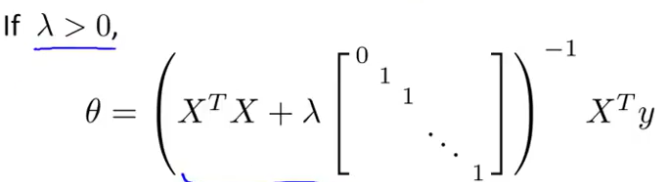 If λ > 0,
θ = (XᵀX + λ [0 1 1 ⋱ 1])⁻¹ Xᵀy